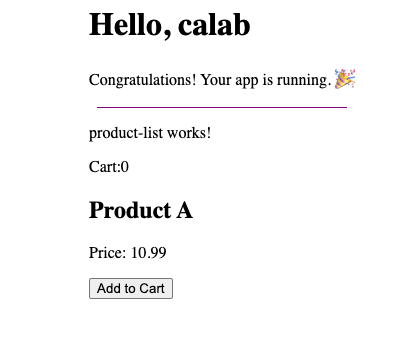 Hello, calab
Congratulations! Your app is running. 🎉
product-list works!
Cart:0
Product A
Price: 10.99
Add to Cart